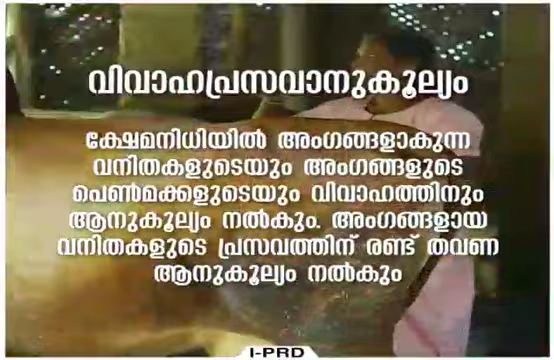 വിവാഹപ്രസവാനുകൂല്യം
ക്ഷേമനിധിയിൽ അംഗങ്ങളാകുന്ന
വനിതകളുടെയും അംഗങ്ങളുടെ
പെൺമക്കളുടെയും വിവാഹത്തിനും
ആനുകൂല്യം നൽകും. അംഗങ്ങളായ
വനിതകളുടെ പ്രസവത്തിന് രണ്ട് തവണ
ആനുകൂല്യം നൽകും
I-PRD